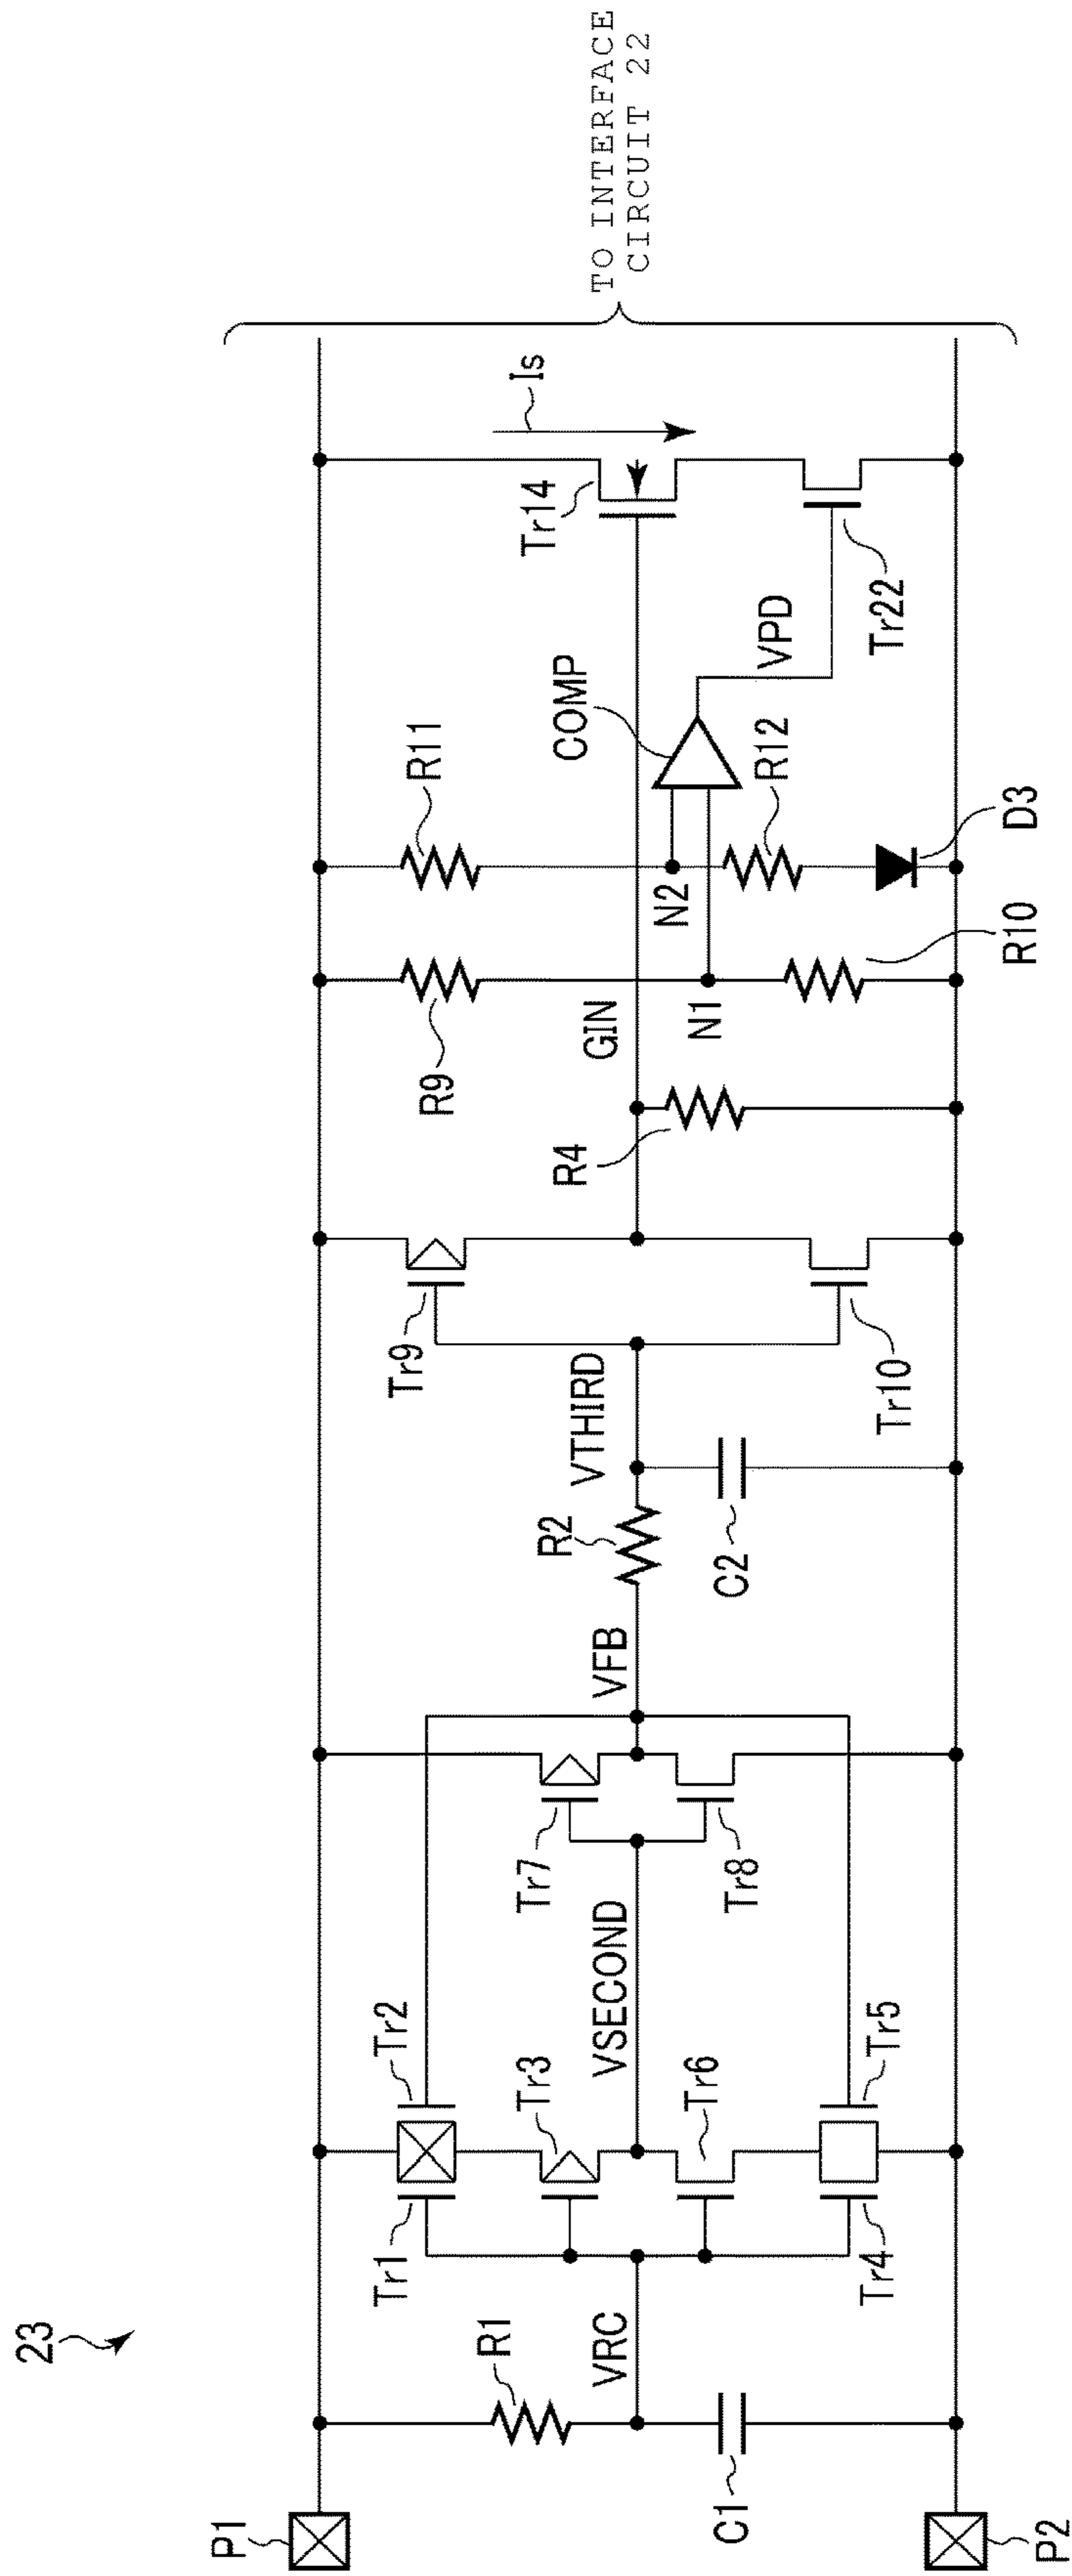 23
P1
R1
VRC
C1
P2
Tr1
Tr2
Tr3
VSECOND
Tr6
Tr4
Tr5
Tr7
Tr8
VFB
R2
C2
VTHIRD
Tr9
Tr10
R4
GIN
R9
N1
R10
R11
N2
R12
D3
COMP
VPD
Tr14
Tr22
Is
TO INTERFACE
CIRCUIT 22